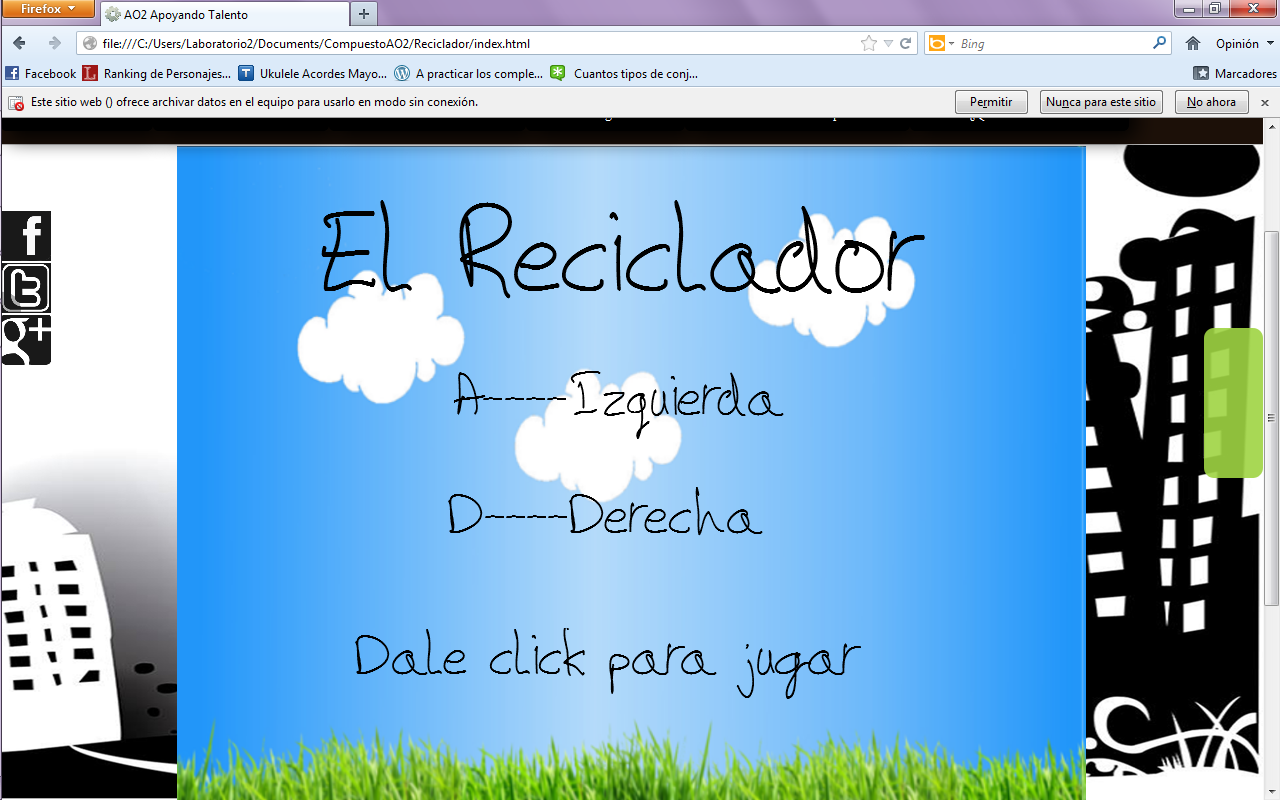 Firefox
AO2 Apoyando Talento
file:///C:/Users/Laboratorio2/Documents/CompuestoAO2/Reciclador/index.html
Bing
Opinión
Facebook
Ranking de Personajes...
Ukulele Acordes Mayo...
A practicar los comple...
Cuantos tipos de conj...
Marcadores
Este sitio web () ofrece archivar datos en el equipo para usarlo en modo sin conexión.
Permitir
Nunca para este sitio
No ahora
El Reciclador
A-----Izquierda
D-----Derecha
Dale click para jugar